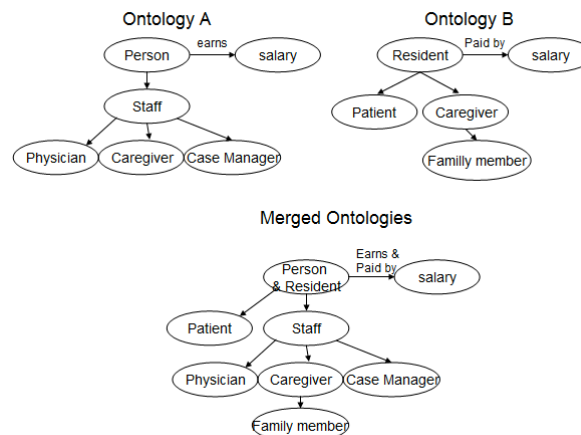 Ontology A
Ontology B
Person
earns
salary
Resident
Paid by
salary
Staff
Patient
Caregiver
Physician
Caregiver
Case Manager
Familly member
Merged Ontologies
Person
& Resident
Earns &
Paid by
salary
Patient
Staff
Physician
Caregiver
Case Manager
Family member